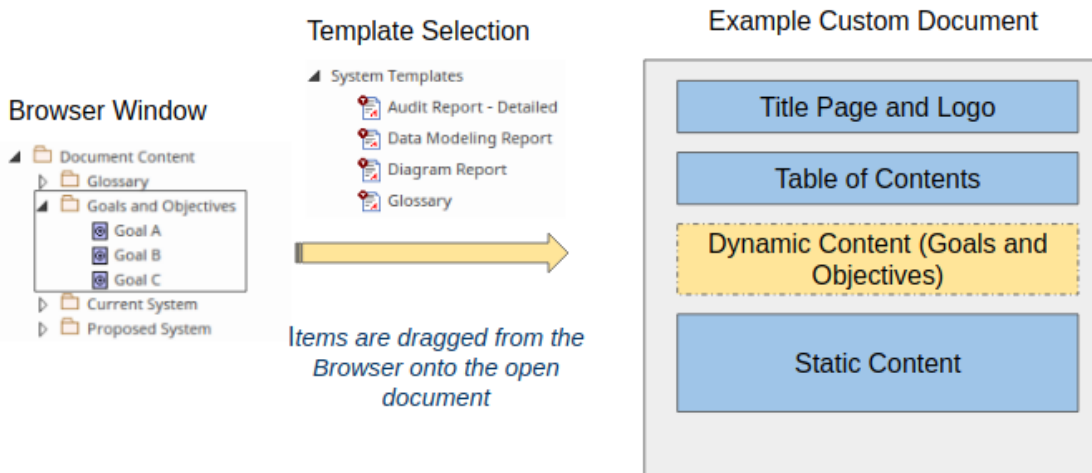 Browser Window
Document Content
Glossary
Goals and Objectives
Goal A
Goal B
Goal C
Current System
Proposed System
Template Selection
System Templates
Audit Report - Detailed
Data Modeling Report
Diagram Report
Glossary
Items are dragged from the
Browser onto the open
document
Example Custom Document
Title Page and Logo
Table of Contents
Dynamic Content (Goals and
Objectives)
Static Content